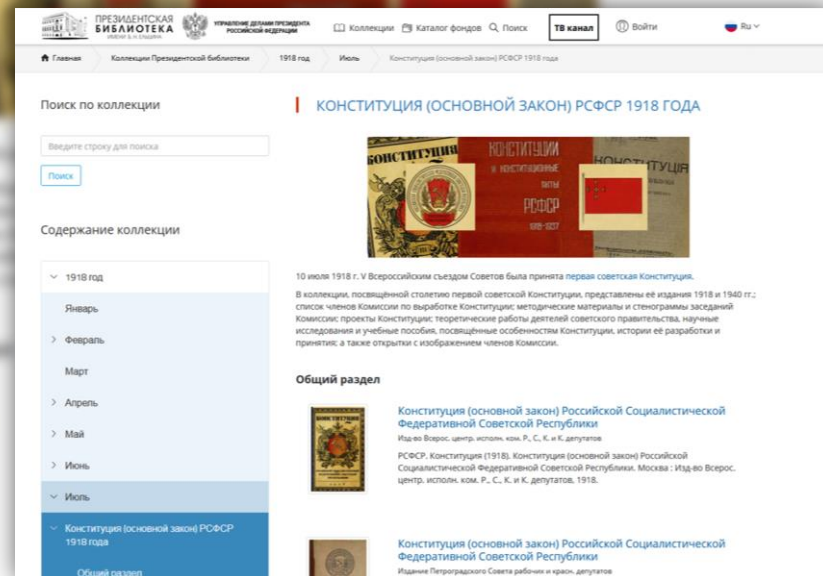 ПРЕЗИДЕНТСКАЯ
БИБЛИОТЕКА
ИМЕНИ Б. Н. ЕЛЬЦИНА
УПРАВЛЕНИЕ ДЕЛАМИ ПРЕЗИДЕНТА
РОССИЙСКОЙ ФЕДЕРАЦИИ
Коллекции
Каталог фондов
Поиск
ТВ канал
Войти
Ru
Главная
Коллекции Президентской библиотеки
1918 год
Июль
Конституция (основной закон) РСФСР 1918 года
Поиск по коллекции
Введите строку для поиска
Поиск
Содержание коллекции
1918 год
Январь
Февраль
Март
Апрель
Май
Июнь
Июль
Конституция (основной закон) РСФСР
1918 года
Общий раздел
КОНСТИТУЦИЯ (ОСНОВНОЙ ЗАКОН) РСФСР 1918 ГОДА
КОНСТИТУЦИЯ
КОНСТИТУЦИИ
И КОНСТИТУЦИОННЫЕ
АКТЫ
РСФСР
1918-1937
КОНСТИТУЦІЯ
10 июля 1918 г. V Всероссийским съездом Советов была принята первая советская Конституция.
В коллекции, посвящённой столетию первой советской Конституции, представлены её издания 1918 и 1940 гг.;
список членов Комиссии по выработке Конституции; методические материалы и стенограммы заседаний
Комиссии; проекты Конституции; теоретические работы деятелей советского правительства, научные
исследования и учебные пособия, посвящённые особенностям Конституции, истории её разработки и
принятия; а также открытки с изображением членов Комиссии.
Общий раздел
Конституция (основной закон) Российской Социалистической
Федеративной Советской Республики
Изд-во Всерос. центр. исполн. ком. Р., С., К. и К. депутатов
РСФСР. Конституция (1918). Конституция (основной закон) Российской
Социалистической Федеративной Советской Республики. Москва : Изд-во Всерос.
центр. исполн. ком. Р., С., К. и К. депутатов, 1918.
Конституция (основной закон) Российской Социалистической
Федеративной Советской Республики
Издание Петроградского Совета рабочих и красн. депутатов